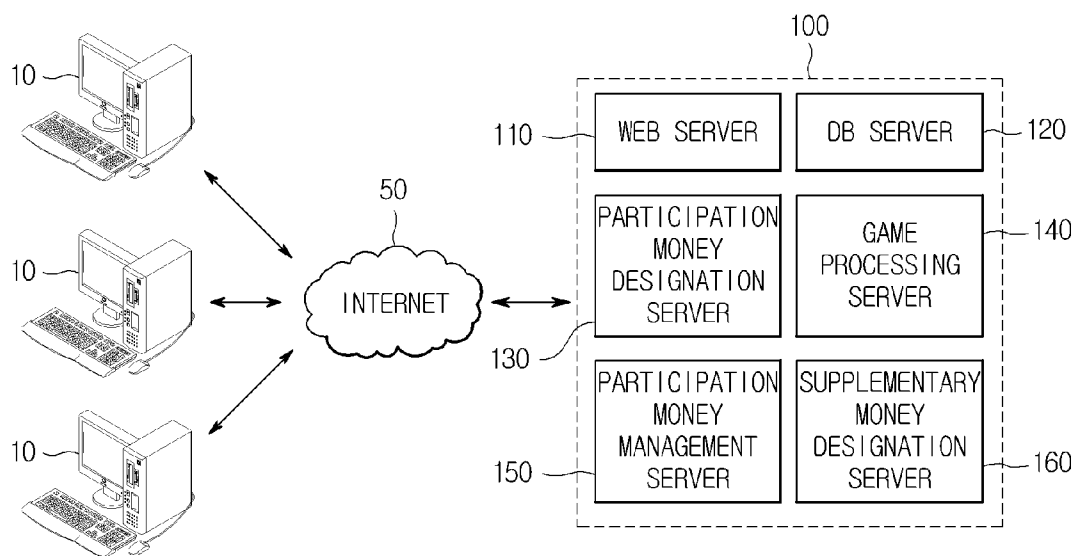 100
10
110
WEB SERVER
DB SERVER
120
50
PARTICIPATION
MONEY
DESIGNATION
SERVER
130
GAME
PROCESSING
SERVER
140
10
INTERNET
PARTICIPATION
MONEY
MANAGEMENT
SERVER
150
SUPPLEMENTARY
MONEY
DESIGNATION
SERVER
160
10